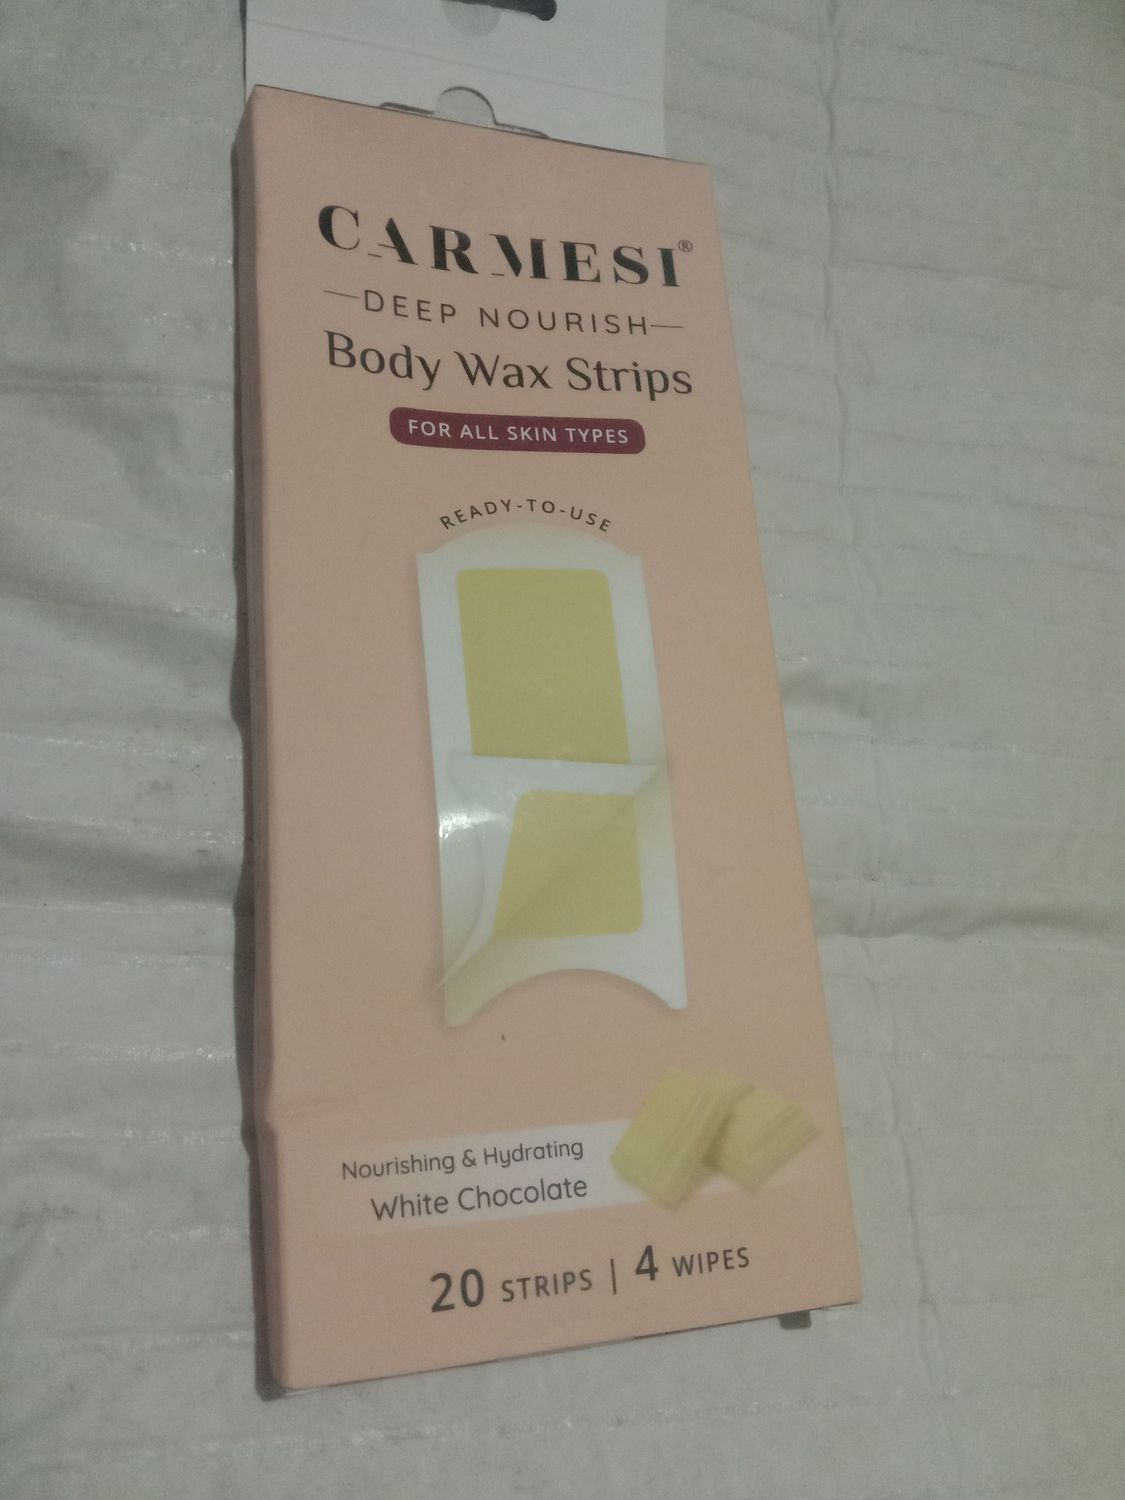 CARMESI®
DEEP NOURISH
Body Wax Strips
FOR ALL SKIN TYPES
READY-TO-USE
Nourishing & Hydrating
White Chocolate
20 STRIPS | 4 WIPES